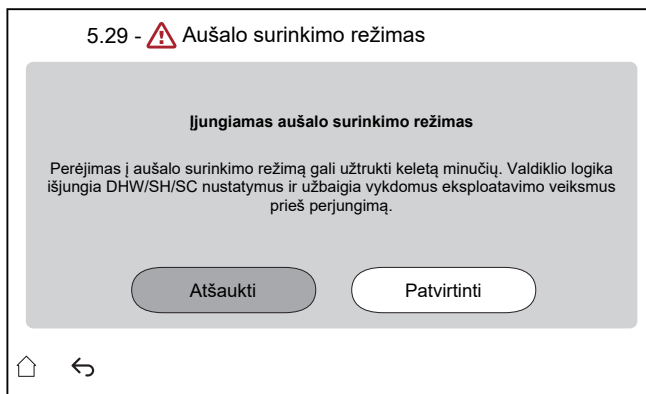 5.29 - Aušalo surinkimo režimas
Įjungiamas aušalo surinkimo režimas
Perėjimas į aušalo surinkimo režimą gali užtrukti keletą minučių. Valdiklio logika
išjungia DHW/SH/SC nustatymus ir užbaigia vykdomus eksploatavimo veiksmus
prieš perjungimą.
Atšaukti
Patvirtinti